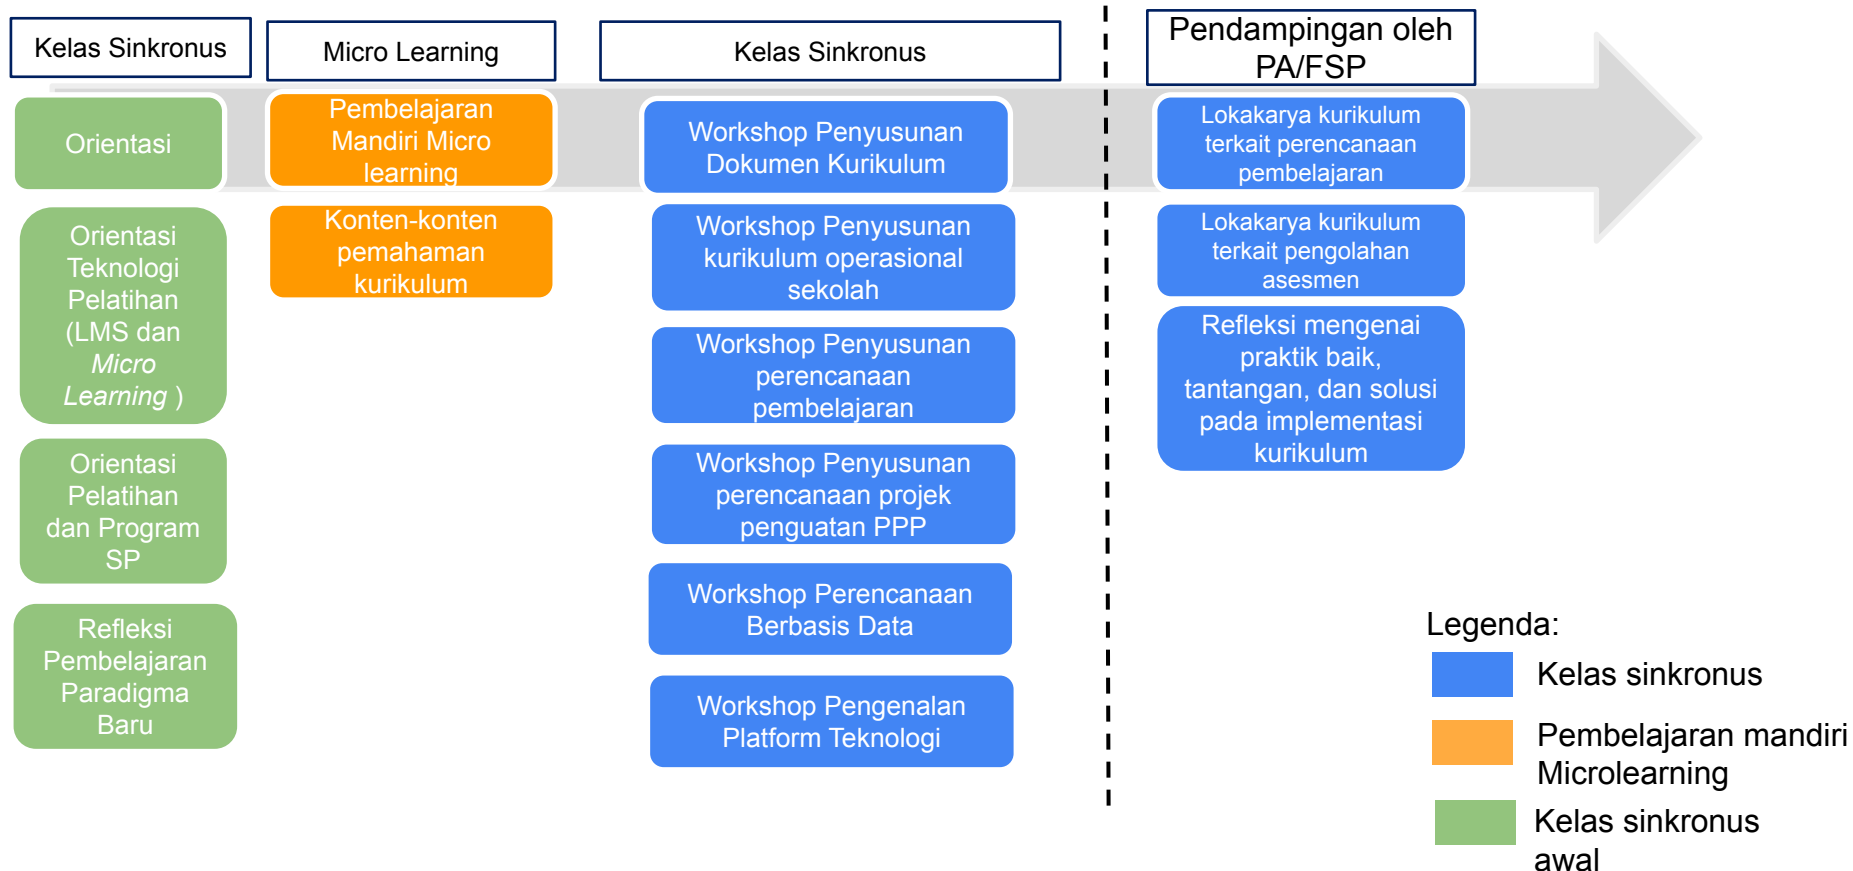 Kelas Sinkronus
Orientasi
Orientasi
Teknologi
Pelatihan
(LMS dan
Micro
Learning )
Orientasi
Pelatihan
dan Program
SP
Refleksi
Pembelajaran
Paradigma
Baru
Micro Learning
Pembelajaran
Mandiri Micro
learning
Konten-konten
pemahaman
kurikulum
Kelas Sinkronus
Workshop Penyusunan
Dokumen Kurikulum
Workshop Penyusunan
kurikulum operasional
sekolah
Workshop Penyusunan
perencanaan
pembelajaran
Workshop Penyusunan
perencanaan projek
penguatan PPP
Workshop Perencanaan
Berbasis Data
Workshop Pengenalan
Platform Teknologi
Pendampingan oleh
PA/FSP
Lokakarya kurikulum
terkait perencanaan
pembelajaran
Lokakarya kurikulum
terkait pengolahan
asesmen
Refleksi mengenai
praktik baik,
tantangan, dan solusi
pada implementasi
kurikulum
Legenda:
Kelas sinkronus
Pembelajaran mandiri
Microlearning
Kelas sinkronus
awal